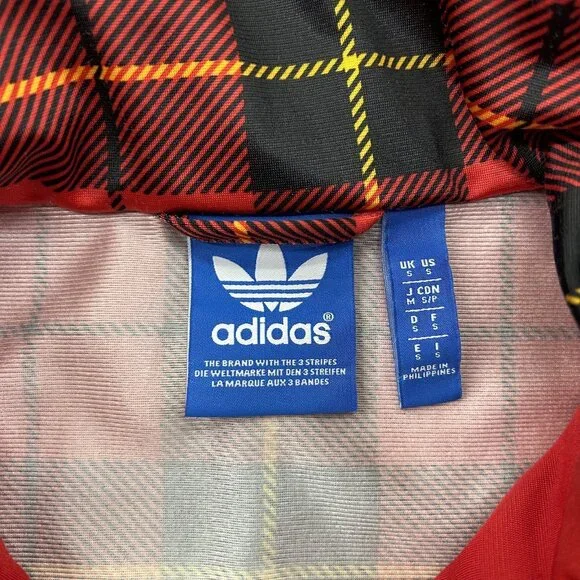 adidas®
THE BRAND WITH THE 3 STRIPES
DIE WELTMARKE MIT DEN 3 STREIFEN
LA MARQUE AUX 3 BANDES
UK US
S S
J CDN
M S/P
D F
S S
E I
S S
MADE IN
PHILIPPINES